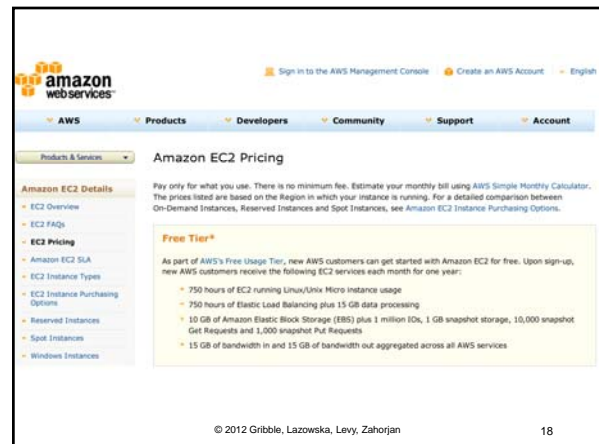 amazon
webservices™
Sign in to the AWS Management Console
Create an AWS Account
English
AWS
Products
Developers
Community
Support
Account
Products & Services
Amazon EC2 Details
EC2 Overview
EC2 FAQs
EC2 Pricing
Amazon EC2 SLA
EC2 Instance Types
EC2 Instance Purchasing
Options
Reserved Instances
Spot Instances
Windows Instances
Amazon EC2 Pricing
Pay only for what you use. There is no minimum fee. Estimate your monthly bill using AWS Simple Monthly Calculator.
The prices listed are based on the Region in which your instance is running. For a detailed comparison between
On-Demand Instances, Reserved Instances and Spot Instances, see Amazon EC2 Instance Purchasing Options.
Free Tier*
As part of AWS's Free Usage Tier, new AWS customers can get started with Amazon EC2 for free. Upon sign-up,
new AWS customers receive the following EC2 services each month for one year:
750 hours of EC2 running Linux/Unix Micro instance usage
750 hours of Elastic Load Balancing plus 15 GB data processing
10 GB of Amazon Elastic Block Storage (EBS) plus 1 million IOs, 1 GB snapshot storage, 10,000 snapshot
Get Requests and 1,000 snapshot Put Requests
15 GB of bandwidth in and 15 GB of bandwidth out aggregated across all AWS services
© 2012 Gribble, Lazowska, Levy, Zahorjan
18